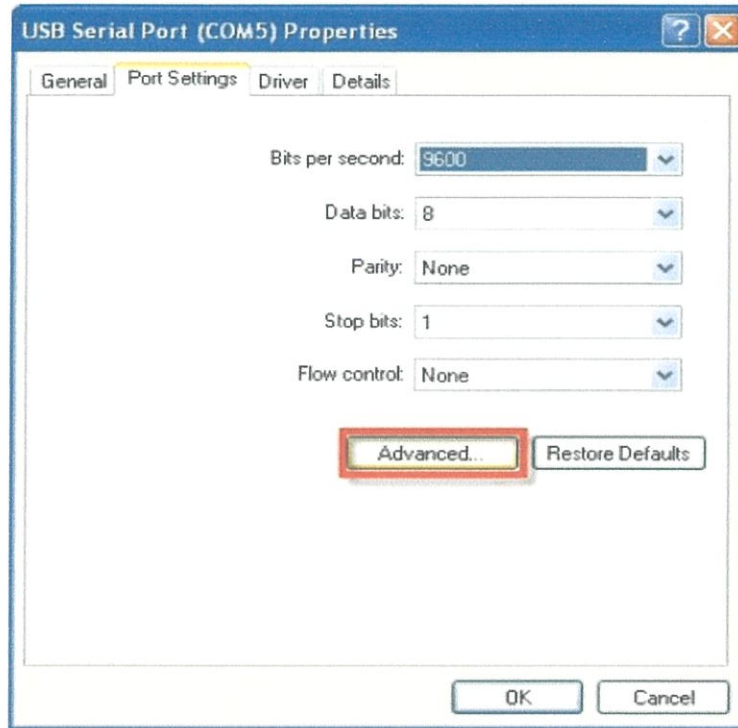 USB Serial Port (COM5) Properties
General Port Settings Driver Details
Bits per second: 9600
Data bits: 8
Parity: None
Stop bits: 1
Flow control: None
Advanced... Restore Defaults
OK Cancel